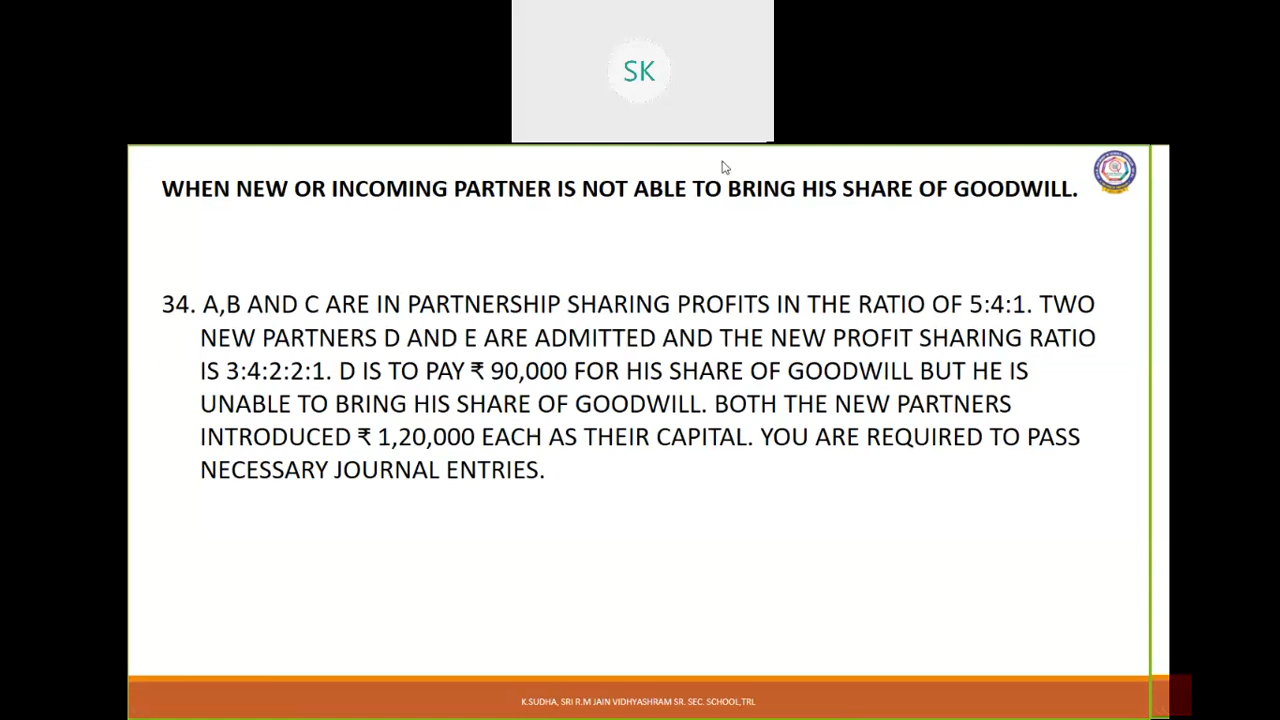 SK
WHEN NEW OR INCOMING PARTNER IS NOT ABLE TO BRING HIS SHARE OF GOODWILL.
34. A,B AND C ARE IN PARTNERSHIP SHARING PROFITS IN THE RATIO OF 5:4:1. TWO
NEW PARTNERS D AND E ARE ADMITTED AND THE NEW PROFIT SHARING RATIO
IS 3:4:2:2:1. D IS TO PAY ₹ 90,000 FOR HIS SHARE OF GOODWILL BUT HE IS
UNABLE TO BRING HIS SHARE OF GOODWILL. BOTH THE NEW PARTNERS
INTRODUCED ₹ 1,20,000 EACH AS THEIR CAPITAL. YOU ARE REQUIRED TO PASS
NECESSARY JOURNAL ENTRIES.
K.SUDHA, SRI R.M JAIN VIDHYASHRAM SR. SEC. SCHOOL,TRL